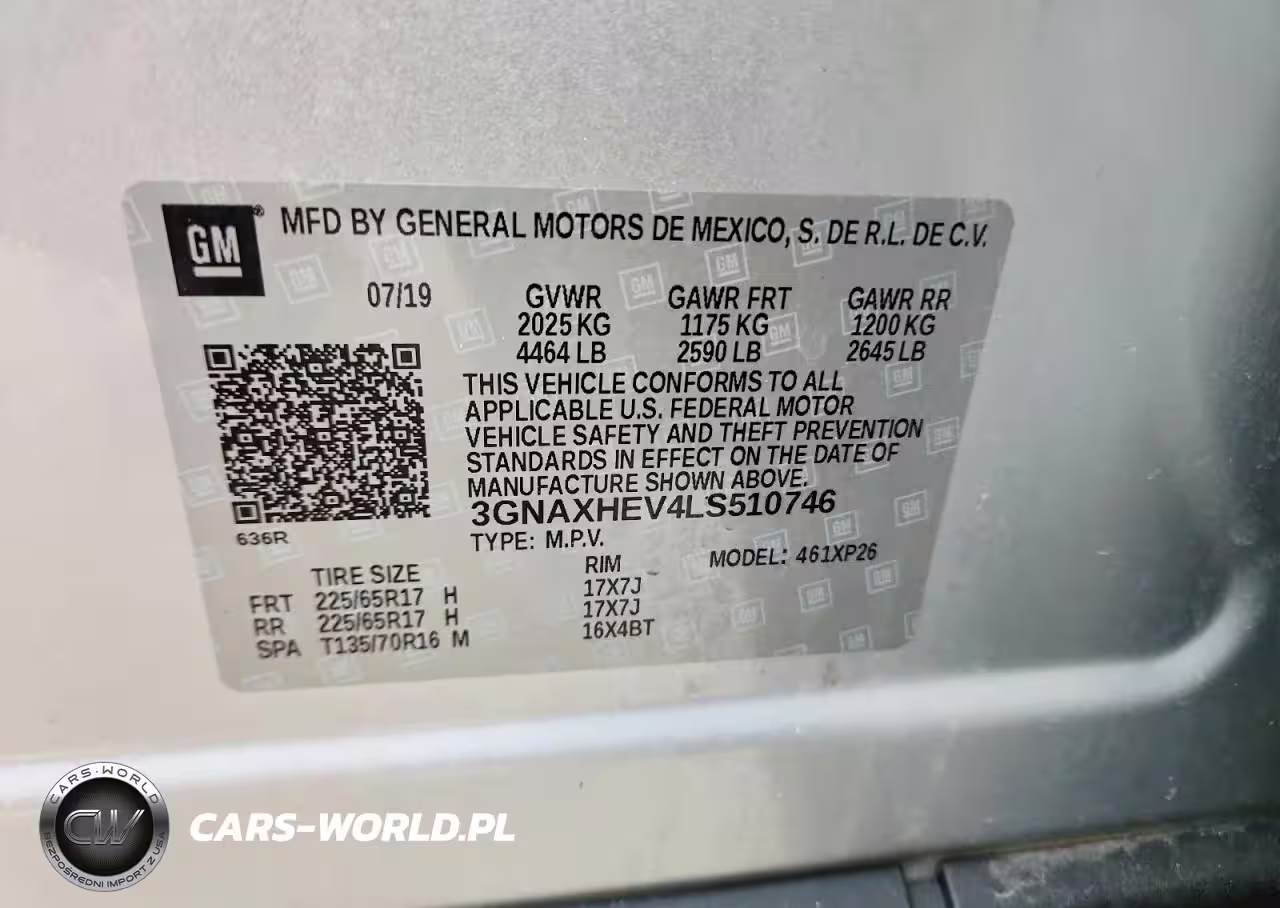 GM® MFD BY GENERAL MOTORS DE MEXICO, S. DE R.L. DE C.V.
07/19 GVWR GAWR FRT GAWR RR
2025 KG 1175 KG 1200 KG
4464 LB 2590 LB 2645 LB
THIS VEHICLE CONFORMS TO ALL
APPLICABLE U.S. FEDERAL MOTOR
VEHICLE SAFETY AND THEFT PREVENTION
STANDARDS IN EFFECT ON THE DATE OF
MANUFACTURE SHOWN ABOVE.
3GNAXHEV4LS510746
636R
TYPE: M.P.V. MODEL: 461XP26
TIRE SIZE RIM
FRT 225/65R17 H 17X7J
RR 225/65R17 H 17X7J
SPA T135/70R16 M 16X4BT
CARS-WORLD
CW
BEZPOŚREDNI IMPORT Z USA
CARS-WORLD.PL